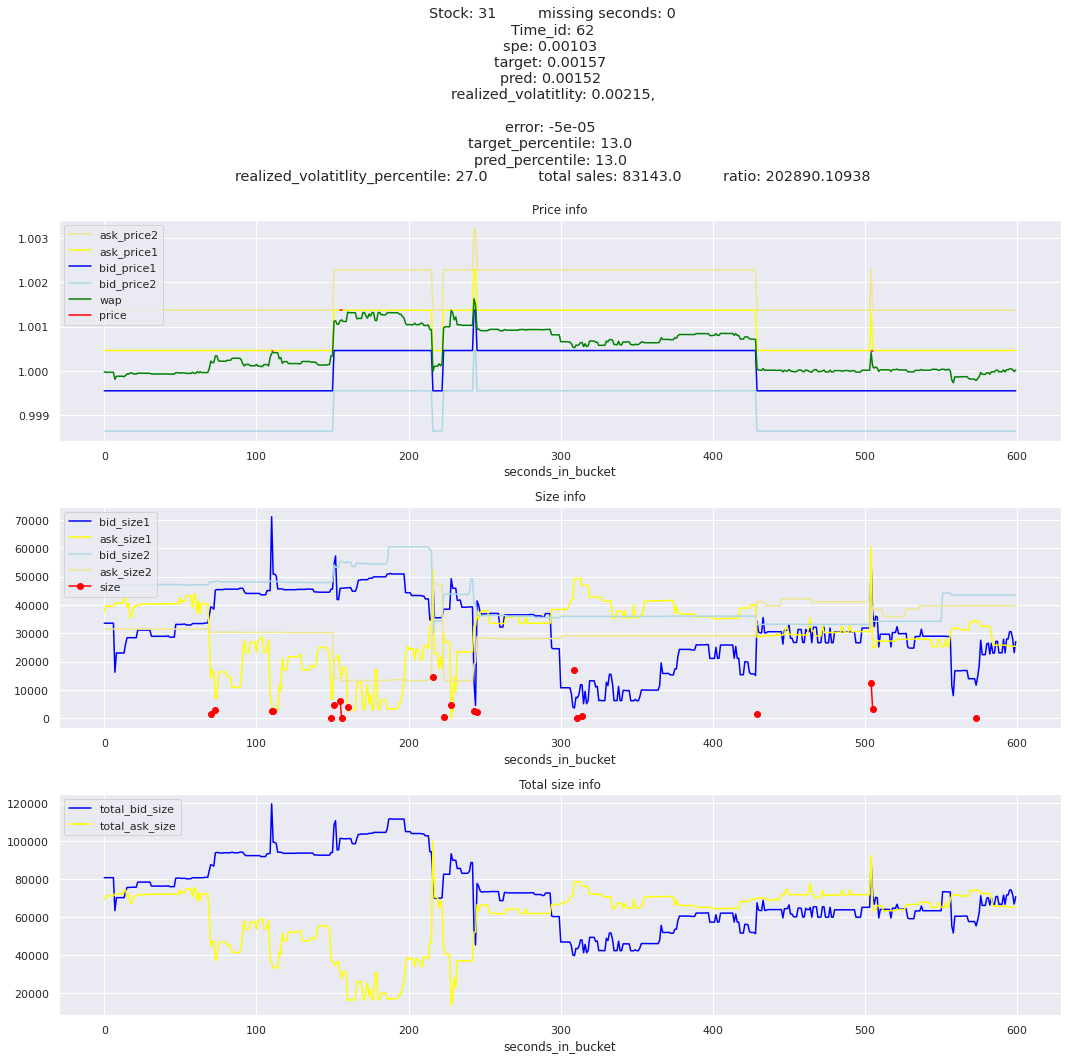 Stock: 31 missing seconds: 0
Time_id: 62
spe: 0.00103
target: 0.00157
pred: 0.00152
realized_volatitlity: 0.00215,
error: -5e-05
target_percentile: 13.0
pred_percentile: 13.0
realized_volatitlity_percentile: 27.0 total sales: 83143.0 ratio: 202890.10938
Price info
ask_price2
ask_price1
bid_price1
bid_price2
wap
price
1.003
1.002
1.001
1.000
0.999
0 100 200 300 400 500 600
seconds_in_bucket
Size info
bid_size1
ask_size1
bid_size2
ask_size2
size
70000
60000
50000
40000
30000
20000
10000
0
0 100 200 300 400 500 600
seconds_in_bucket
Total size info
total_bid_size
total_ask_size
120000
100000
80000
60000
40000
20000
0 100 200 300 400 500 600
seconds_in_bucket